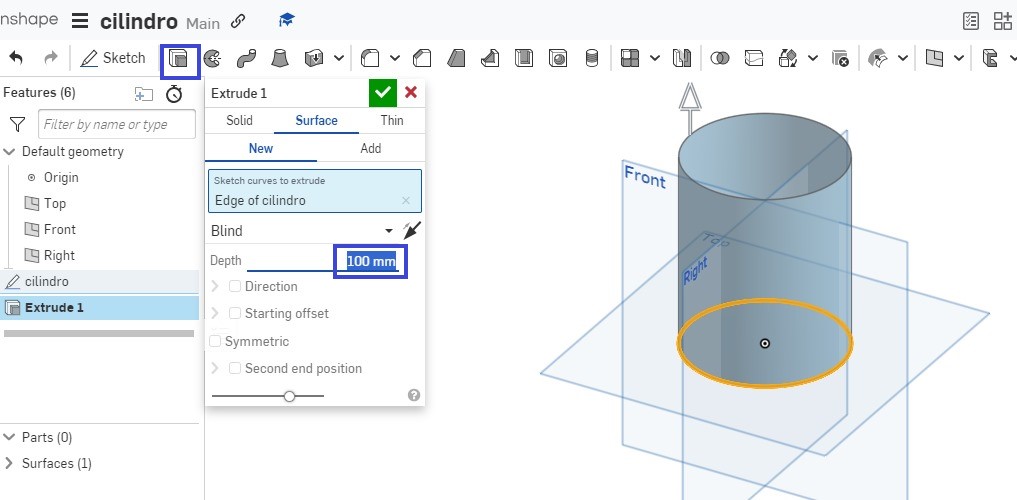 nshape cilindro Main
Sketch
Features (6)
Filter by name or type
Default geometry
Origin
Top
Front
Right
cilindro
Extrude 1
Parts (0)
Surfaces (1)
Extrude 1
Solid Surface Thin
New Add
Sketch curves to extrude
Edge of cilindro
Blind
Depth 100 mm
Direction
Starting offset
Symmetric
Second end position
Front
Top
Right